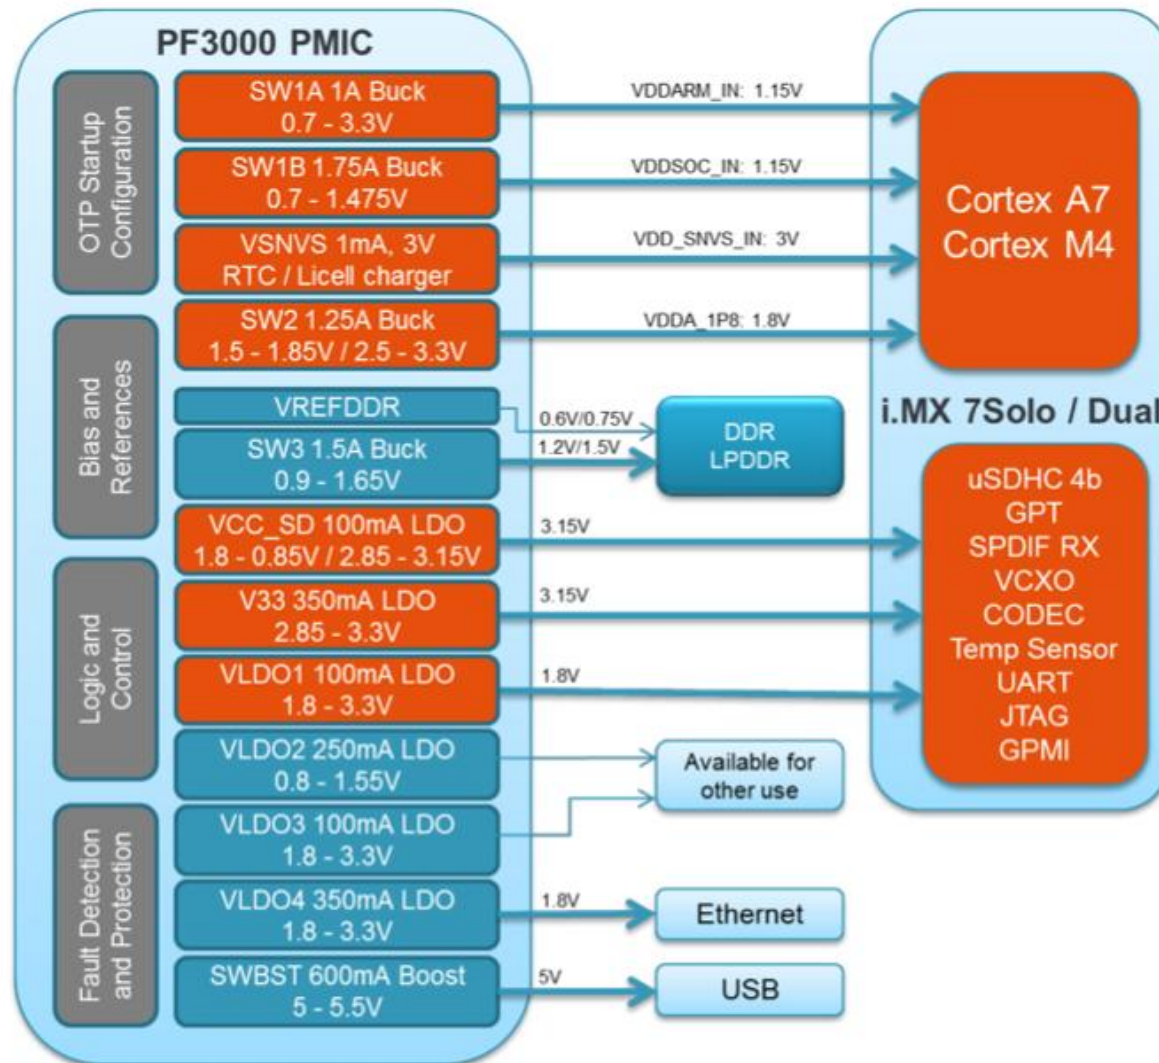 PF3000 PMIC
OTP Startup
Configuration
Bias and
References
Logic and
Control
Fault Detection
and Protection
SW1A 1A Buck
0.7 - 3.3V
SW1B 1.75A Buck
0.7 - 1.475V
VSNVS 1mA, 3V
RTC / Licell charger
SW2 1.25A Buck
1.5 - 1.85V / 2.5 - 3.3V
VREFDDR
SW3 1.5A Buck
0.9 - 1.65V
VCC_SD 100mA LDO
1.8 - 0.85V / 2.85 - 3.15V
V33 350mA LDO
2.85 - 3.3V
VLDO1 100mA LDO
1.8 - 3.3V
VLDO2 250mA LDO
0.8 - 1.55V
VLDO3 100mA LDO
1.8 - 3.3V
VLDO4 350mA LDO
1.8 - 3.3V
SWBST 600mA Boost
5 - 5.5V
VDDARM_IN: 1.15V
VDDSOC_IN: 1.15V
VDD_SNVS_IN: 3V
VDDA_1P8: 1.8V
0.6V/0.75V
1.2V/1.5V
3.15V
3.15V
1.8V
1.8V
5V
DDR
LPDDR
Available for
other use
Ethernet
USB
Cortex A7
Cortex M4
i.MX 7Solo / Dual
uSDHC 4b
GPT
SPDIF RX
VCXO
CODEC
Temp Sensor
UART
JTAG
GPMI